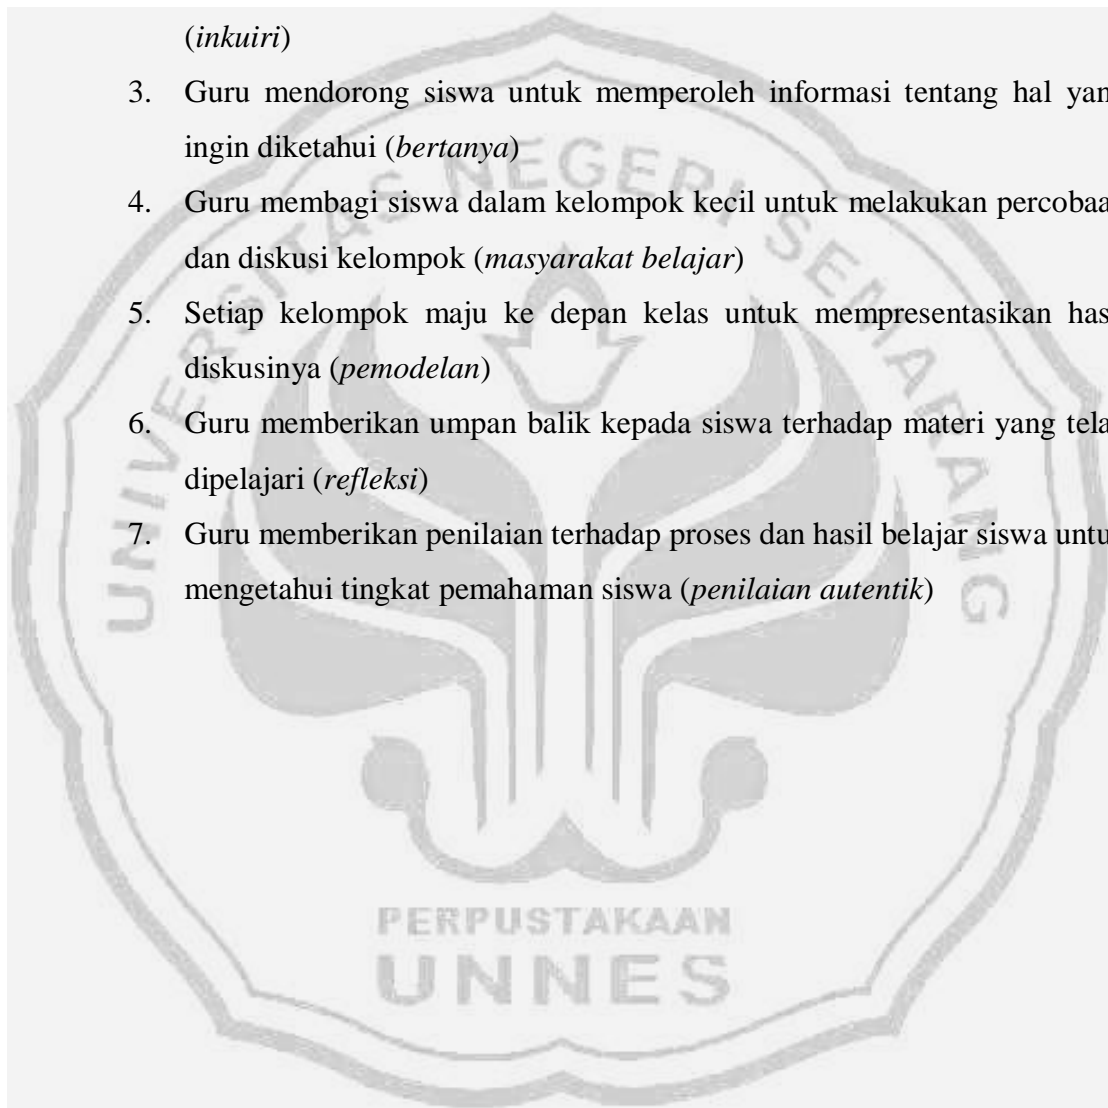 (inkuiri)
3. Guru mendorong siswa untuk memperoleh informasi tentang hal yan
ingin diketahui (bertanya)
4. Guru membagi siswa dalam kelompok kecil untuk melakukan percobaa
dan diskusi kelompok (masyarakat belajar)
5. Setiap kelompok maju ke depan kelas untuk mempresentasikan has
diskusinya (pemodelan)
6. Guru memberikan umpan balik kepada siswa terhadap materi yang tela
dipelajari (refleksi)
7. Guru memberikan penilaian terhadap proses dan hasil belajar siswa untu
mengetahui tingkat pemahaman siswa (penilaian autentik)
UNIVERSITAS NEGERI SEMARANG
PERPUSTAKAAN
UNNES